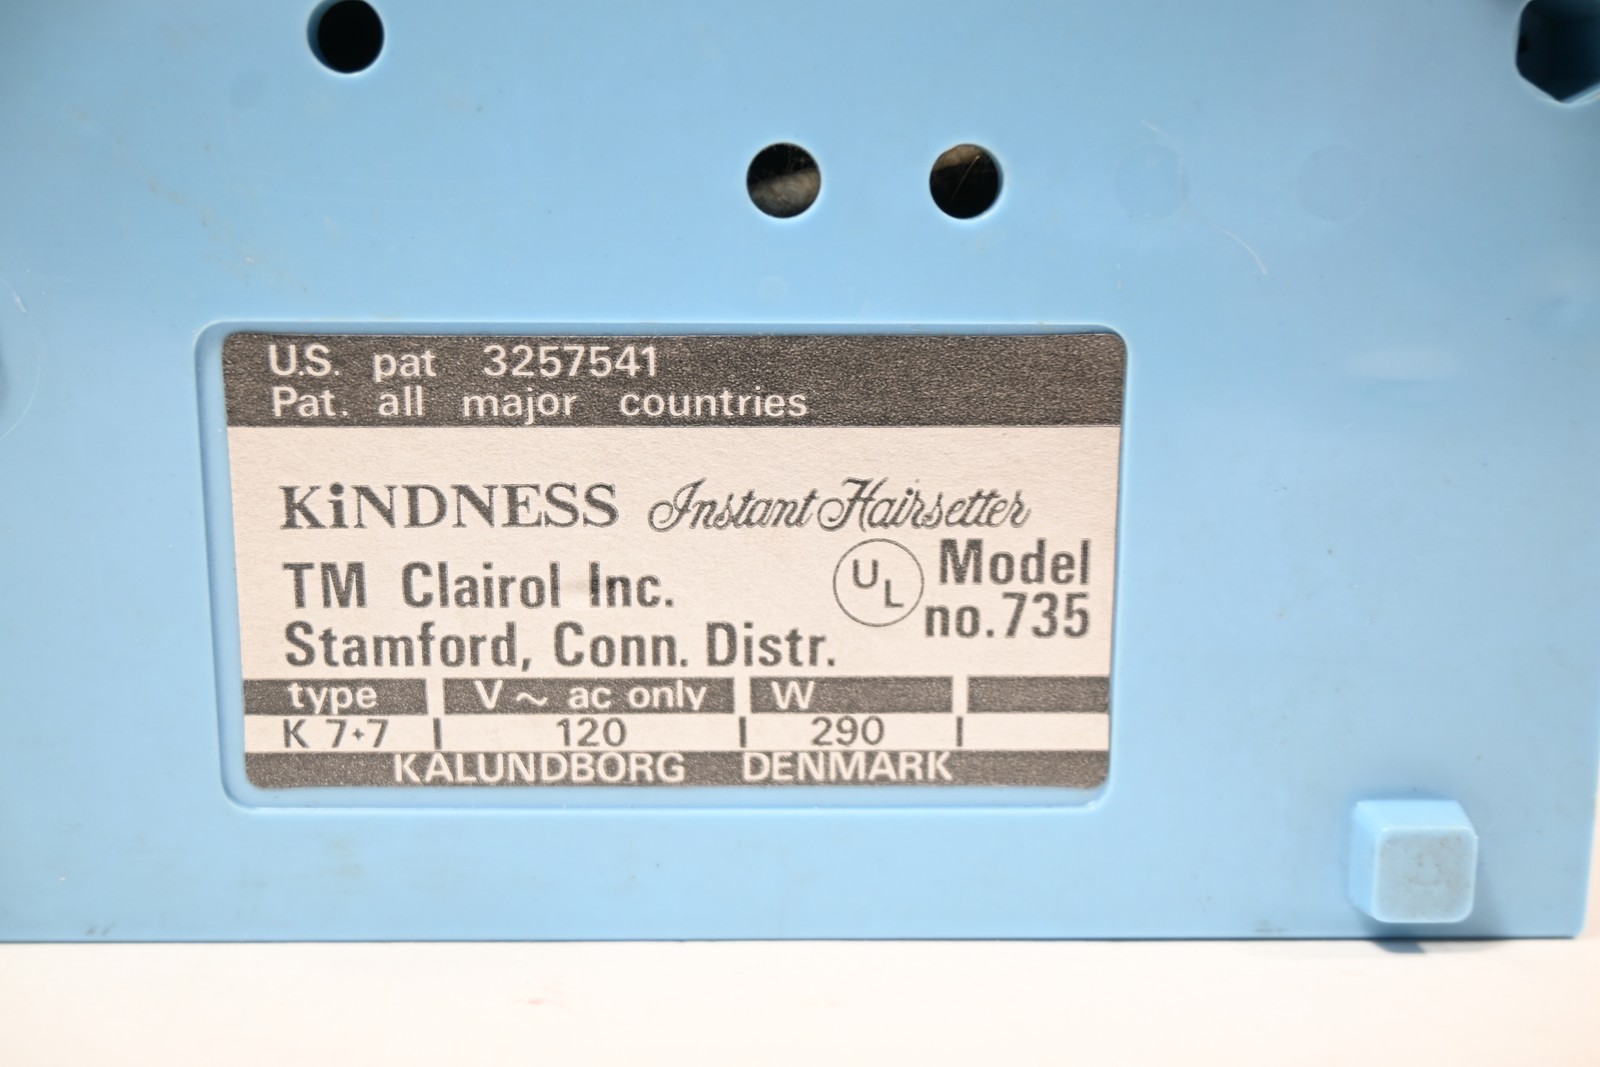 U.S. pat 3257541
Pat. all major countries
KiNDNESS Instant Hairsetter
TM Clairol Inc.
Stamford, Conn. Distr.
UL
Model
no.735
type V~ ac only W
K 7+7 120 290
KALUNDBORG DENMARK